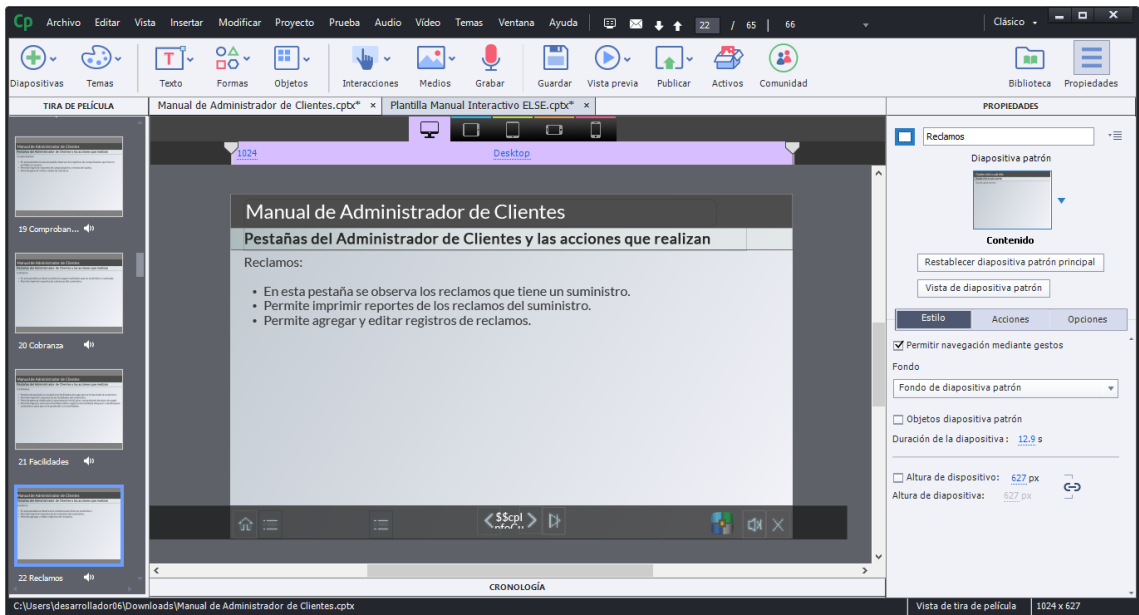 Cp Archivo Editar Vista Insertar Modificar Proyecto Prueba Audio Vídeo Temas Ventana Ayuda 22 / 65 66 Clásico
Diapositivas Temas Texto Formas Objetos Interacciones Medios Grabar Guardar Vista previa Publicar Activos Comunidad Biblioteca Propiedades
TIRA DE PELÍCULA
Manual de Administrador de Clientes.cptx* × Plantilla Manual Interactivo ELSE.cptx* ×
PROPIEDADES
19 Comproban...
20 Cobranza
21 Facilidades
22 Reclamos
1024 Desktop
Manual de Administrador de Clientes
Pestañas del Administrador de Clientes y las acciones que realizan
Reclamos:
• En esta pestaña se observa los reclamos que tiene un suministro.
• Permite imprimir reportes de los reclamos del suministro.
• Permite agregar y editar registros de reclamos.
$$cpI
CRONOLOGÍA
Reclamos
Diapositiva patrón
Contenido
Restablecer diapositiva patrón principal
Vista de diapositiva patrón
Estilo Acciones Opciones
Permitir navegación mediante gestos
Fondo
Fondo de diapositiva patrón
Objetos diapositiva patrón
Duración de la diapositiva : 12.9 s
Altura de dispositivo: 627 px
Altura de diapositiva: 627 px
C:\Users\desarrollador06\Downloads\Manual de Administrador de Clientes.cptx
Vista de tira de película 1024 x 627